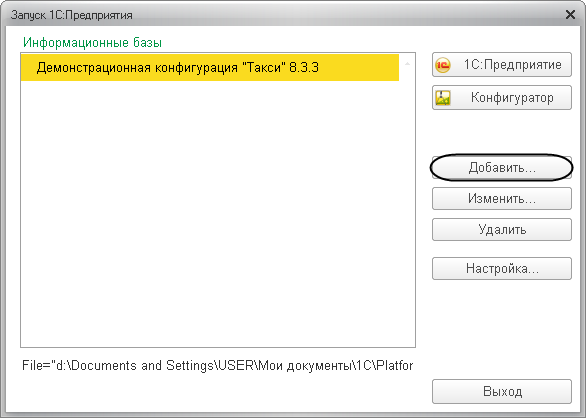 Запуск 1С:Предприятия
Информационные базы
Демонстрационная конфигурация "Такси" 8.3.3
1С:Предприятие
Конфигуратор
Добавить...
Изменить...
Удалить
Настройка...
File="d:\Documents and Settings\USER\Мои документы\1C\Platfor
Выход